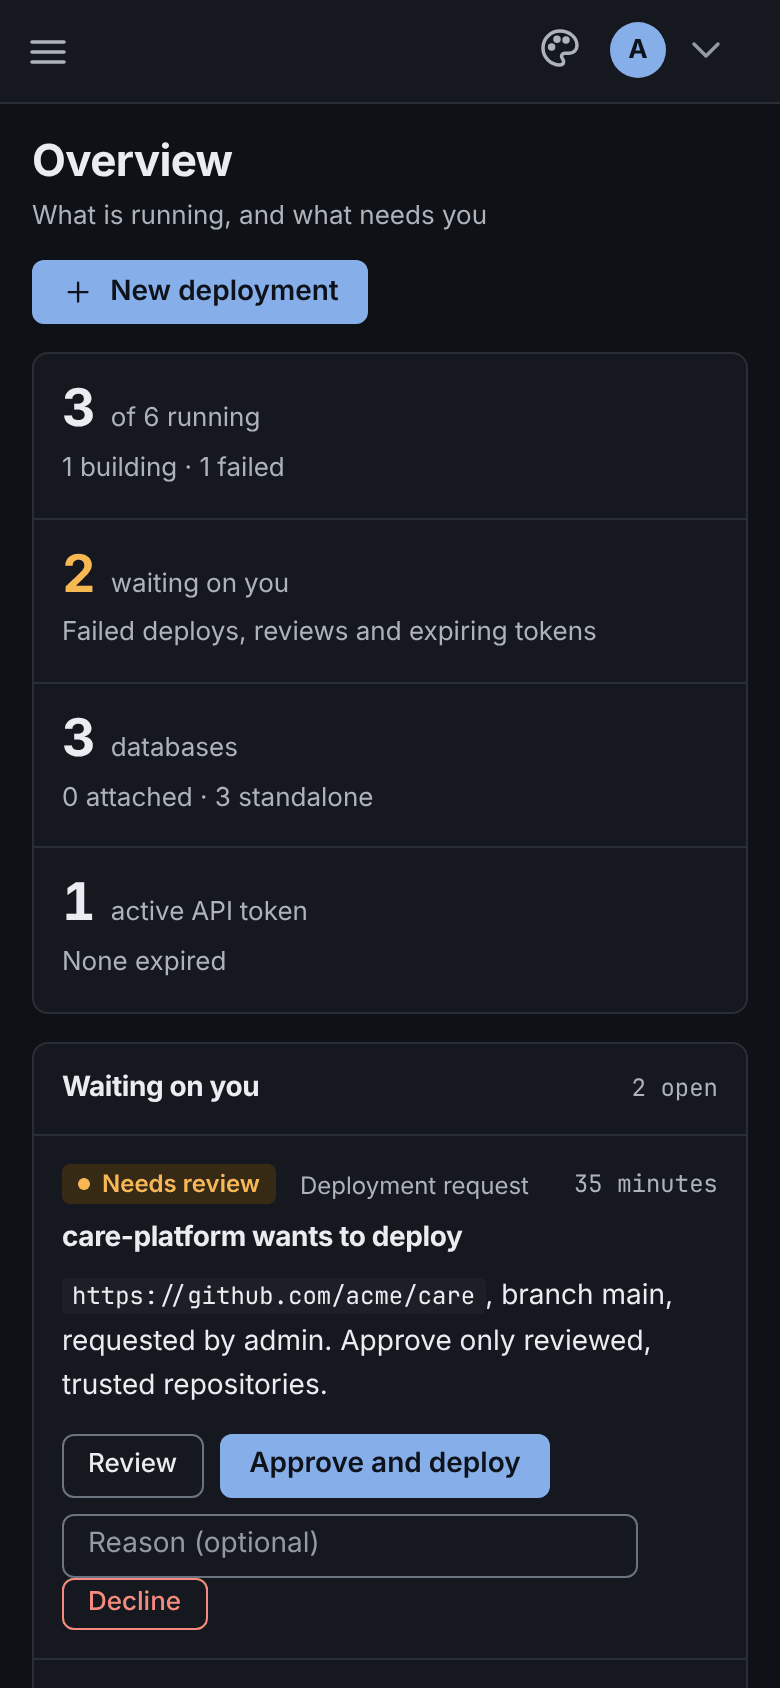 A
Overview
What is running, and what needs you
New deployment
3 of 6 running
1 building · 1 failed
2 waiting on you
Failed deploys, reviews and expiring tokens
3 databases
0 attached · 3 standalone
1 active API token
None expired
Waiting on you 2 open
Needs review Deployment request 35 minutes
care-platform wants to deploy
https://github.com/acme/care , branch main,
requested by admin. Approve only reviewed,
trusted repositories.
Review Approve and deploy
Reason (optional)
Decline